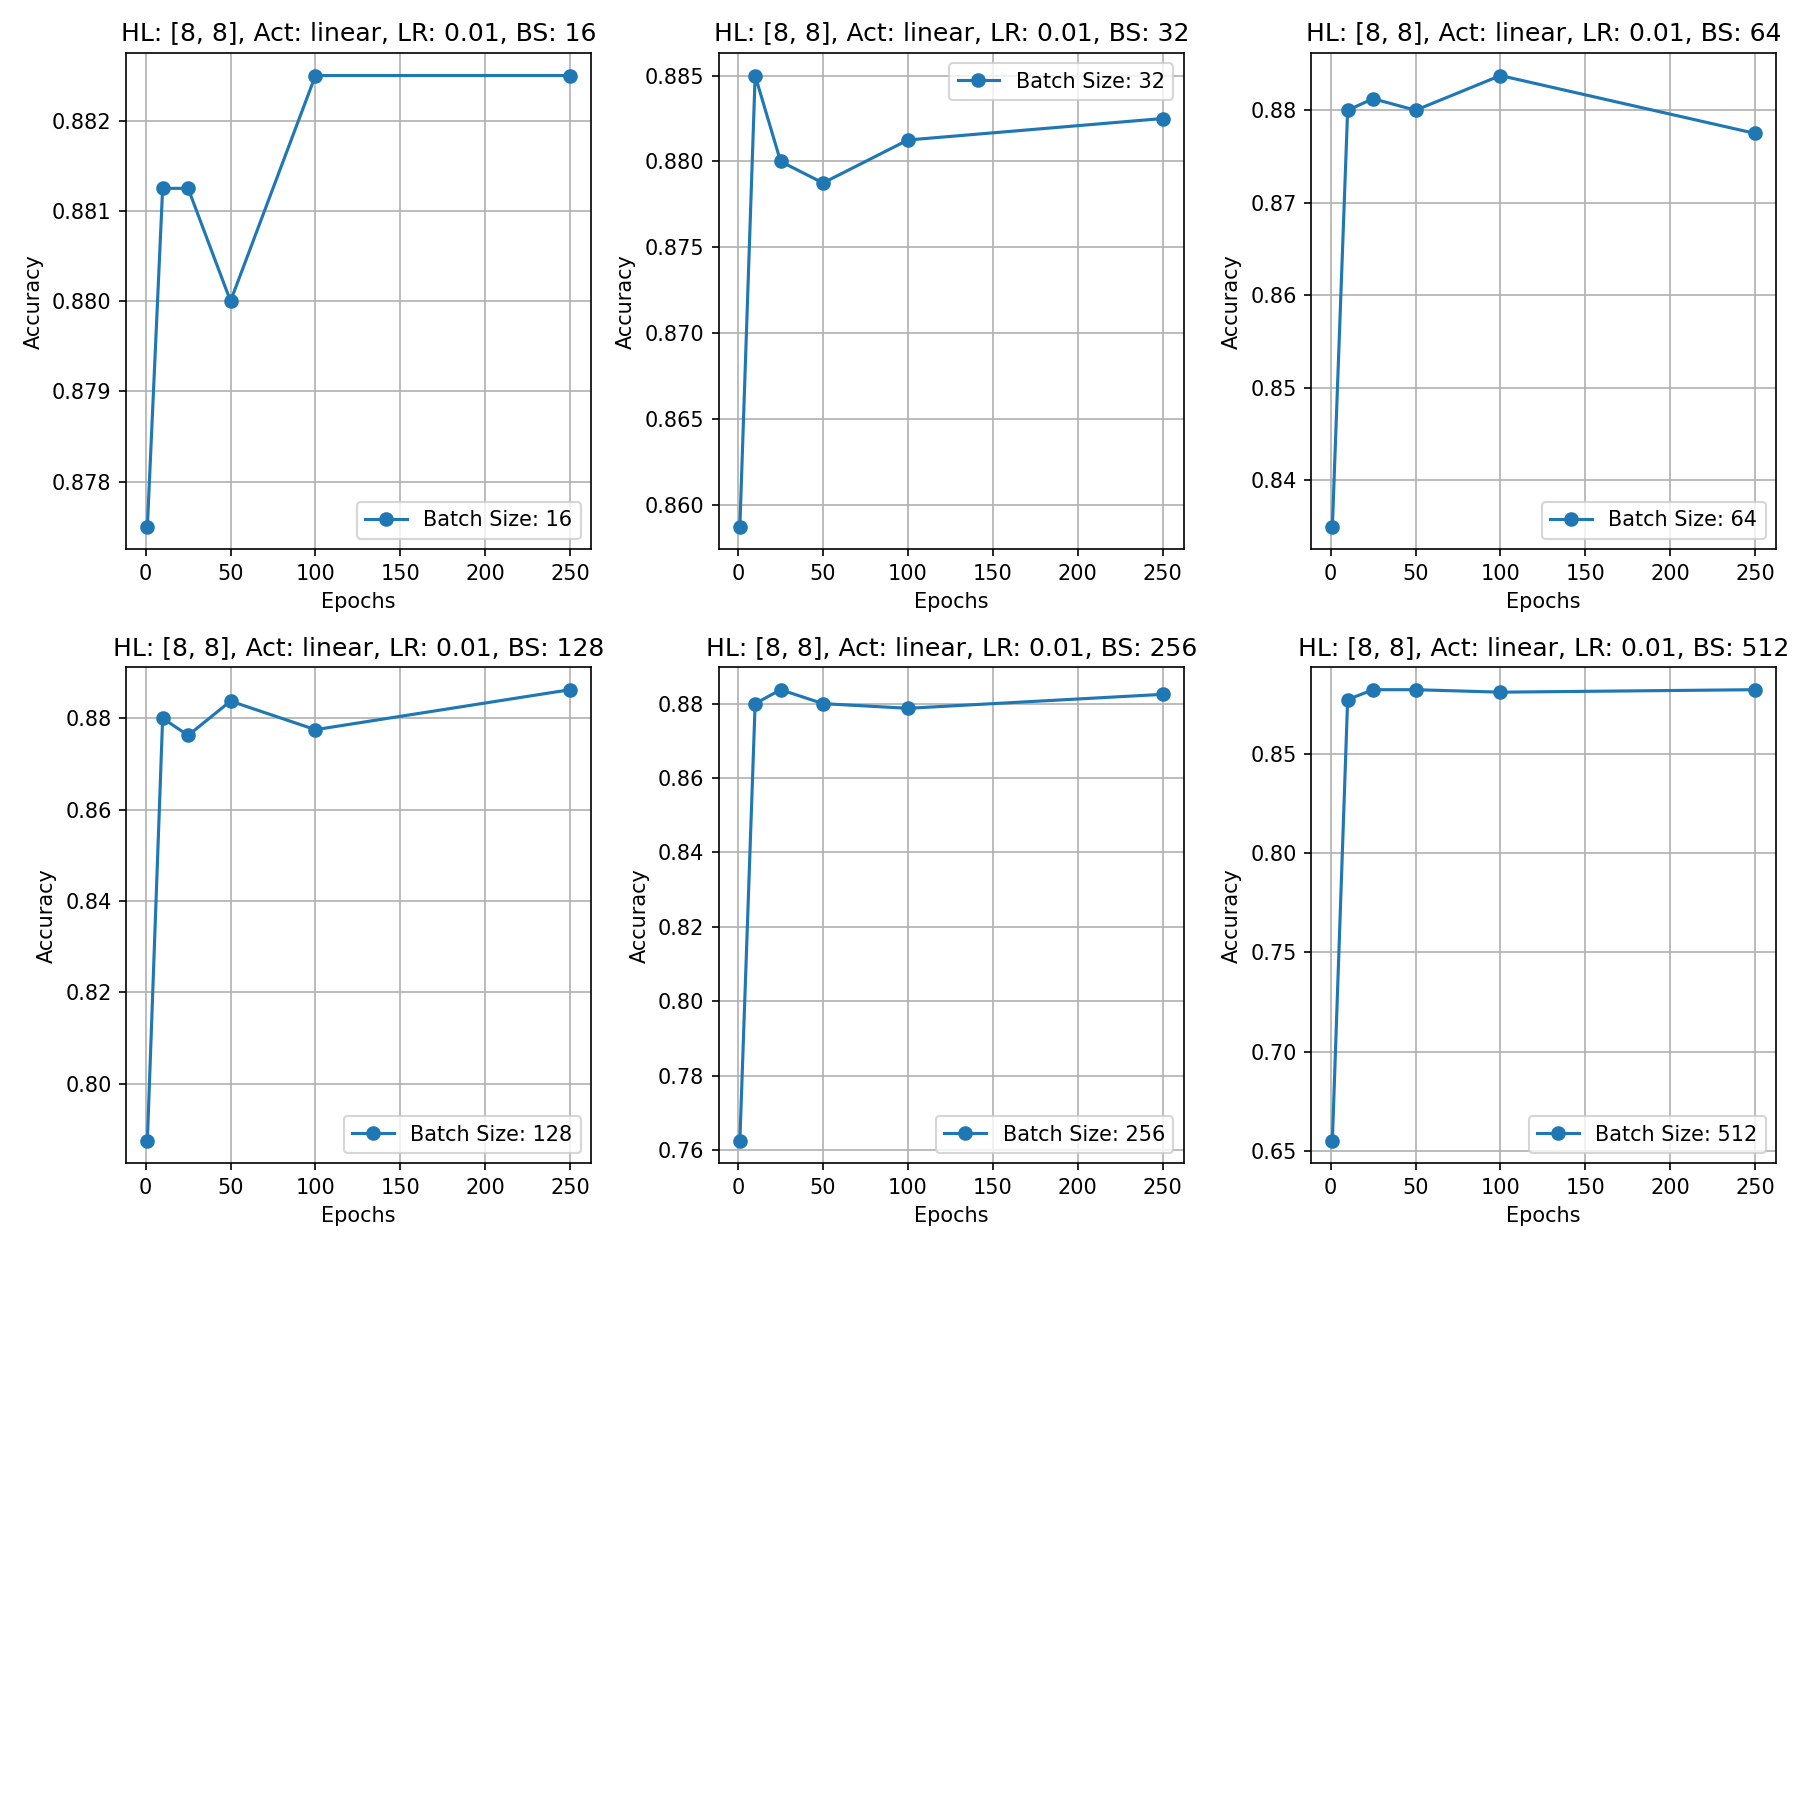 HL: [8, 8], Act: linear, LR: 0.01, BS: 16
0.882
0.881
0.880
0.879
0.878
Accuracy
Batch Size: 16
0 50 100 150 200 250
Epochs
HL: [8, 8], Act: linear, LR: 0.01, BS: 32
0.885
0.880
0.875
0.870
0.865
0.860
Accuracy
Batch Size: 32
0 50 100 150 200 250
Epochs
HL: [8, 8], Act: linear, LR: 0.01, BS: 64
0.88
0.87
0.86
0.85
0.84
Accuracy
Batch Size: 64
0 50 100 150 200 250
Epochs
HL: [8, 8], Act: linear, LR: 0.01, BS: 128
0.88
0.86
0.84
0.82
0.80
Accuracy
Batch Size: 128
0 50 100 150 200 250
Epochs
HL: [8, 8], Act: linear, LR: 0.01, BS: 256
0.88
0.86
0.84
0.82
0.80
0.78
0.76
Accuracy
Batch Size: 256
0 50 100 150 200 250
Epochs
HL: [8, 8], Act: linear, LR: 0.01, BS: 512
0.85
0.80
0.75
0.70
0.65
Accuracy
Batch Size: 512
0 50 100 150 200 250
Epochs